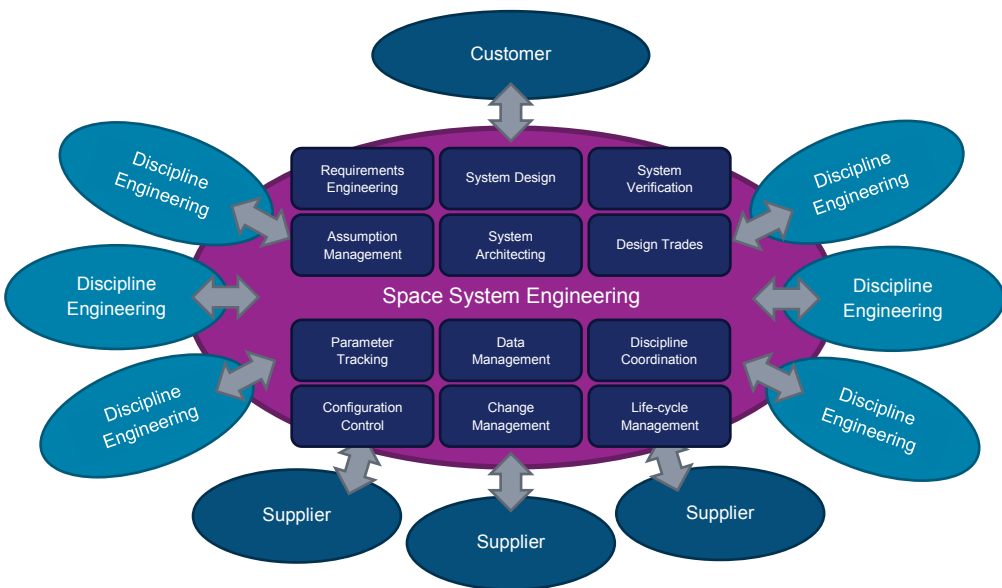 Customer
Discipline
Engineering
Discipline
Engineering
Requirements
Engineering
System Design
System
Verification
Assumption
Management
System
Architecting
Design Trades
Discipline
Engineering
Space System Engineering
Discipline
Engineering
Parameter
Tracking
Data
Management
Discipline
Coordination
Discipline
Engineering
Discipline
Engineering
Configuration
Control
Change
Management
Life-cycle
Management
Supplier
Supplier
Supplier